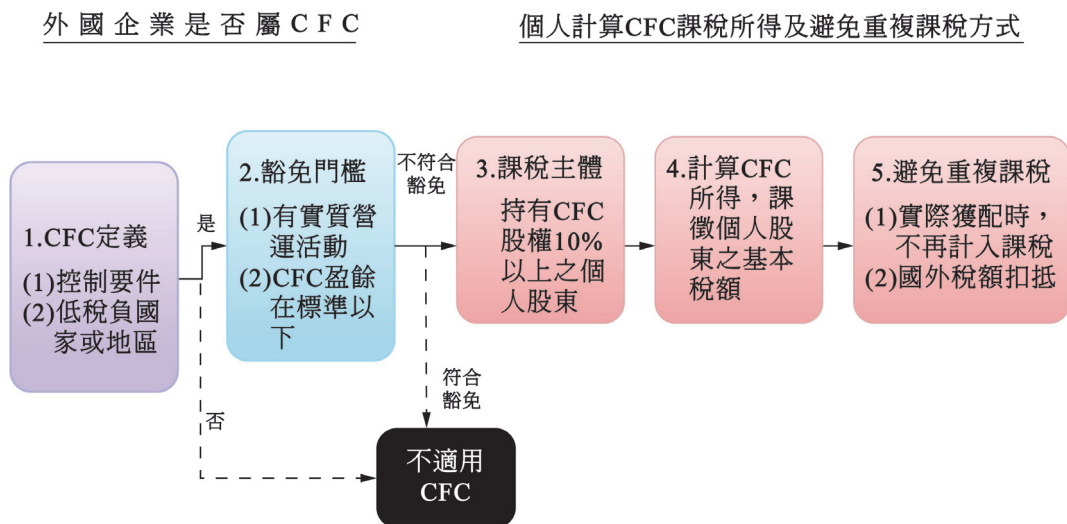 外國企業是否屬CFC
個人計算CFC課稅所得及避免重複課稅方式
1.CFC定義
(1)控制要件
(2)低稅負國
家或地區
是
否
2.豁免門檻
(1)有實質營
運活動
(2)CFC盈餘
在標準以
下
不符合
豁免
符合
豁免
不適用
CFC
3.課稅主體
持有CFC
股權10%
以上之個
人股東
4.計算CFC
所得，課
徵個人股
東之基本
稅額
5.避免重複課稅
(1)實際獲配時，
不再計入課稅
(2)國外稅額扣抵